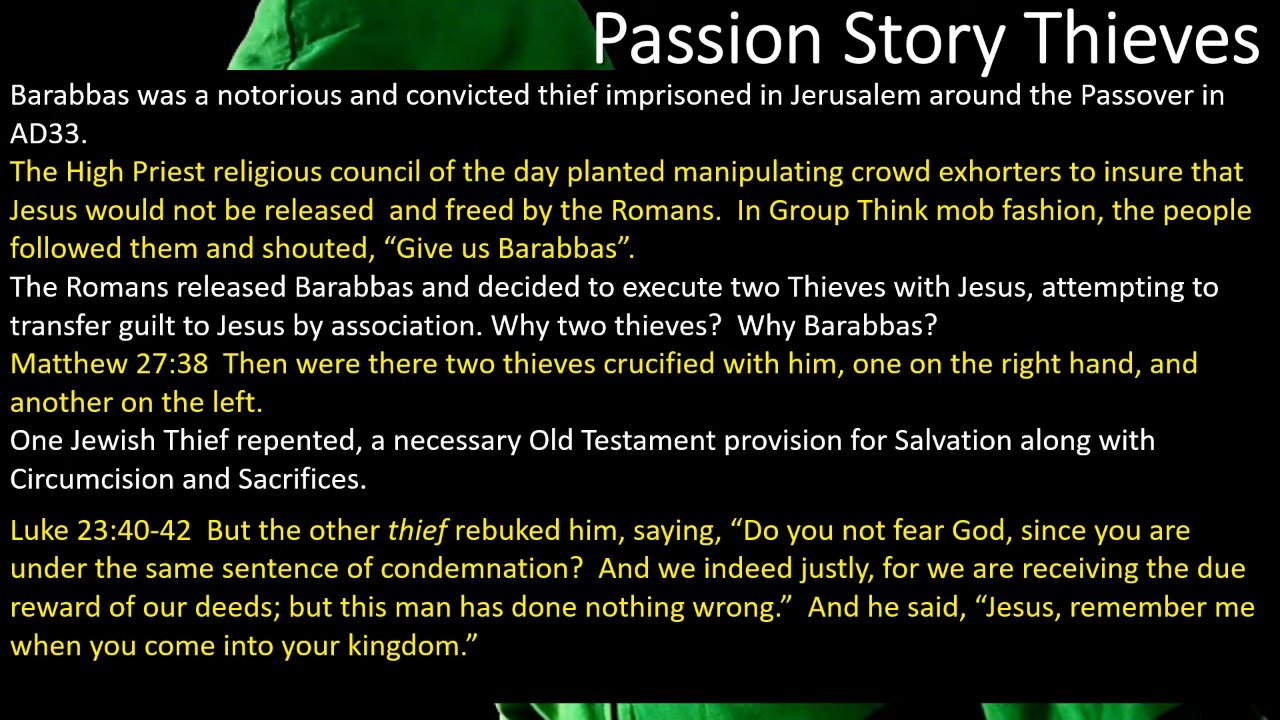 Passion Story Thieves
Barabbas was a notorious and convicted thief imprisoned in Jerusalem around the Passover in
AD33.
The High Priest religious council of the day planted manipulating crowd exhorters to insure that
Jesus would not be released  and freed by the Romans.  In Group Think mob fashion, the people
followed them and shouted, “Give us Barabbas”.
The Romans released Barabbas and decided to execute two Thieves with Jesus, attempting to
transfer guilt to Jesus by association. Why two thieves?  Why Barabbas?
Matthew 27:38  Then were there two thieves crucified with him, one on the right hand, and
another on the left.
One Jewish Thief repented, a necessary Old Testament provision for Salvation along with
Circumcision and Sacrifices.
Luke 23:40-42  But the other thief rebuked him, saying, “Do you not fear God, since you are
under the same sentence of condemnation?  And we indeed justly, for we are receiving the due
reward of our deeds; but this man has done nothing wrong.”  And he said, “Jesus, remember me
when you come into your kingdom.”